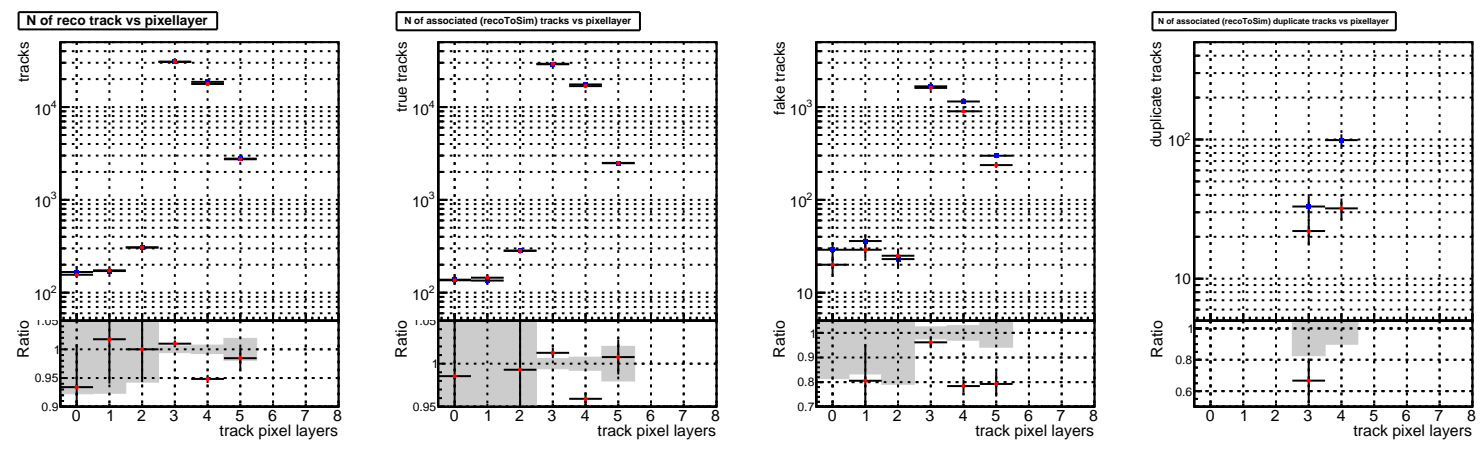 N of reco track vs pixellayer
tracks
10^4
10^3
10^2
Ratio
1.05
1
0.95
0.9
0 1 2 3 4 5 6 7 8
track pixel layers
N of associated (recoToSim) tracks vs pixellayer
true tracks
10^4
10^3
10^2
Ratio
1.05
1
0.95
0 1 2 3 4 5 6 7 8
track pixel layers
fake tracks
10^3
10^2
10
Ratio
1
0.9
0.8
0.7
0 1 2 3 4 5 6 7 8
track pixel layers
N of associated (recoToSim) duplicate tracks vs pixellayer
duplicate tracks
10^2
10
Ratio
1
0.8
0.6
0 1 2 3 4 5 6 7 8
track pixel layers